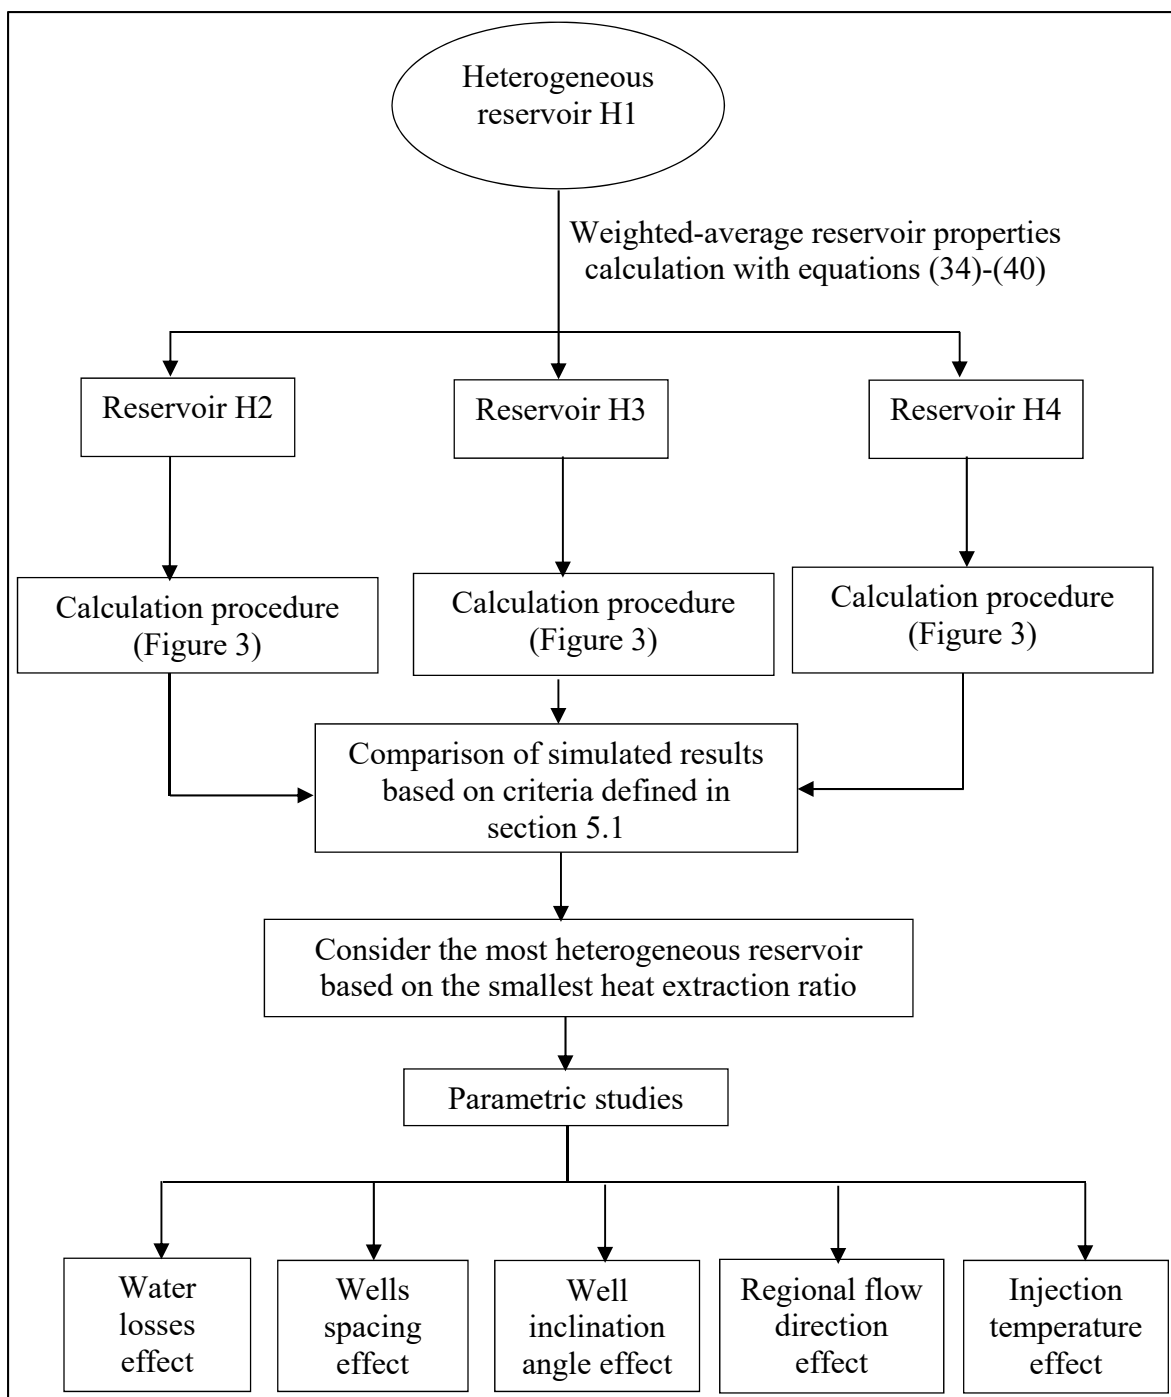 Heterogeneous
reservoir H1
Weighted-average reservoir properties
calculation with equations (34)-(40)
Reservoir H2
Reservoir H3
Reservoir H4
Calculation procedure
(Figure 3)
Calculation procedure
(Figure 3)
Calculation procedure
(Figure 3)
Comparison of simulated results
based on criteria defined in
section 5.1
Consider the most heterogeneous reservoir
based on the smallest heat extraction ratio
Parametric studies
Water
losses
effect
Wells
spacing
effect
Well
inclination
angle effect
Regional flow
direction
effect
Injection
temperature
effect